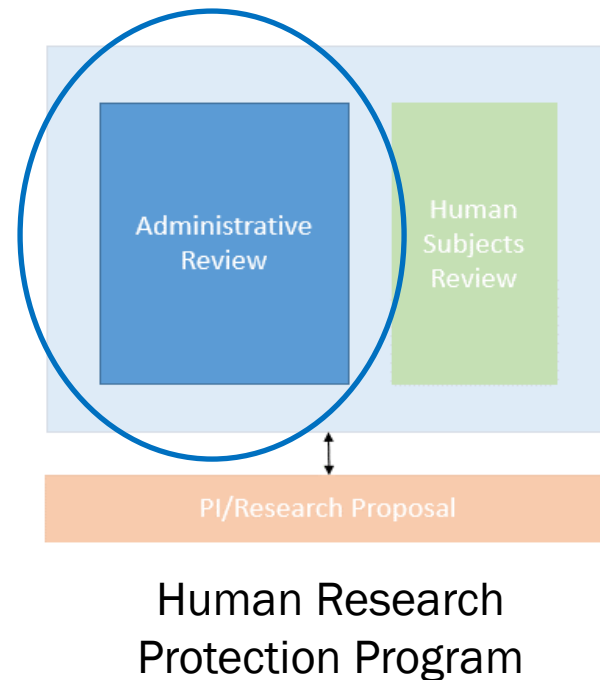 Administrative
Review
Human
Subjects
Review
PI/Research Proposal
Human Research
Protection Program